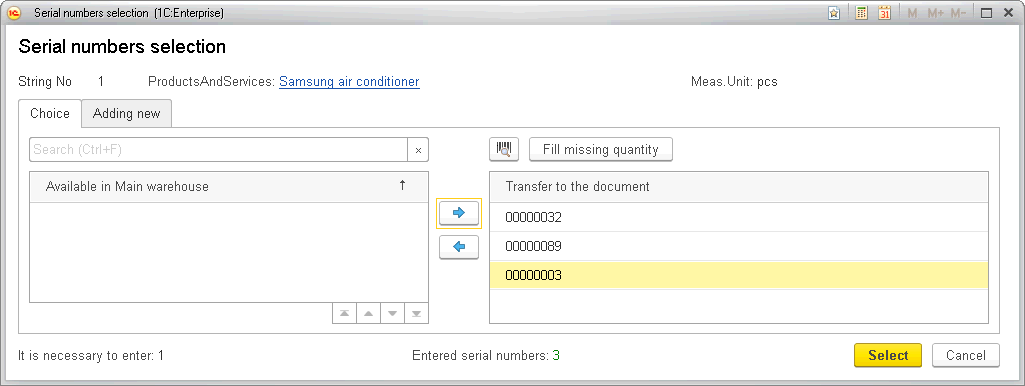 Serial numbers selection (1C:Enterprise)
M M+ M-
Serial numbers selection
String No 1 ProductsAndServices: Samsung air conditioner Meas.Unit: pcs
Choice Adding new
Search (Ctrl+F) × Fill missing quantity
Available in Main warehouse ↑ Transfer to the document
00000032
00000089
00000003
It is necessary to enter: 1 Entered serial numbers: 3 Select Cancel